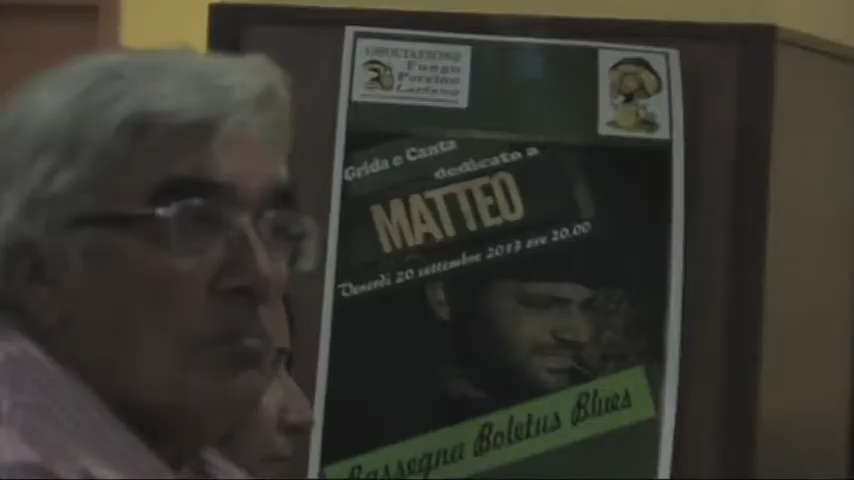 ASSOCIAZIONE
Fungo
Porcino
Grida e Canta
dedicato a
MATTEO
Venerdì 20 settembre 2013 ore 20.00
Rassegna Boletus Blues